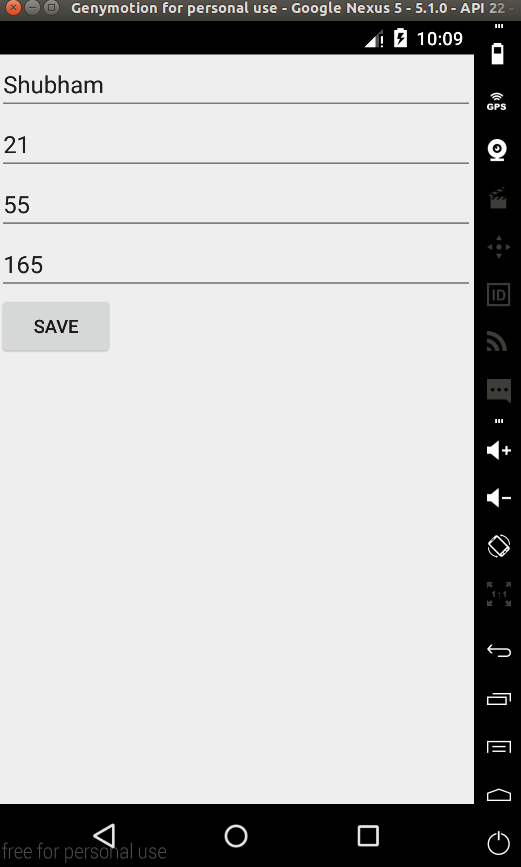 Genymotion for personal use - Google Nexus 5 - 5.1.0 - API 22 -
10:09
GPS
Shubham
21
55
165
SAVE
ID
1:1
free for personal use